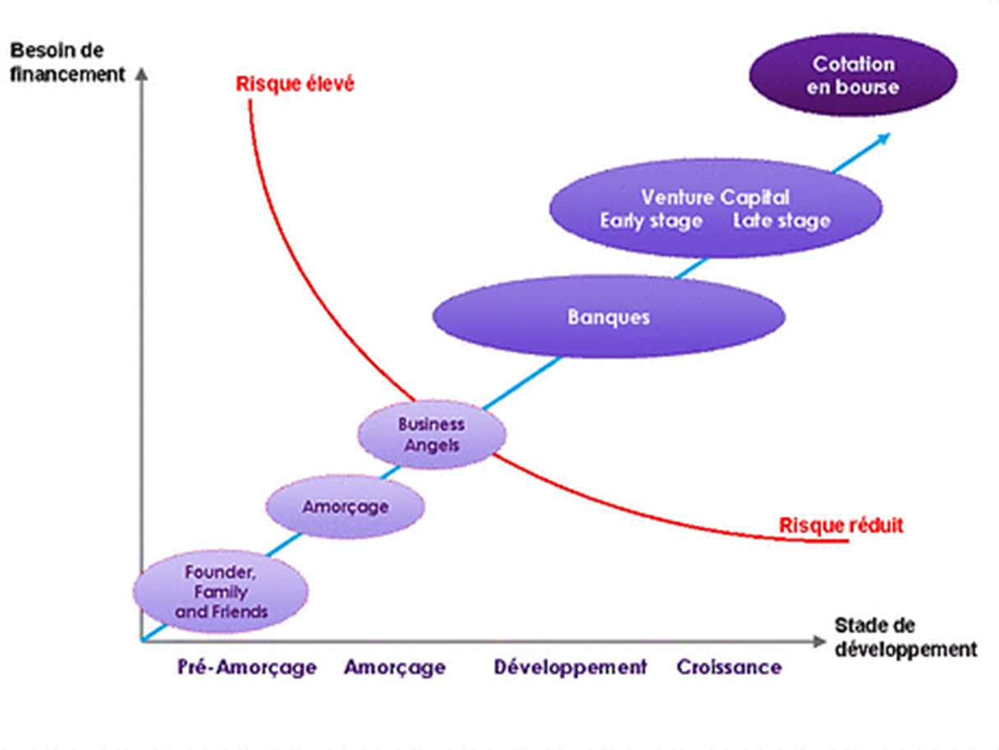 Besoin de
financement
Risque élevé
Cotation
en bourse
Venture Capital
Early stage Late stage
Banques
Business
Angels
Amorçage
Founder,
Family
and Friends
Risque réduit
Stade de
développement
Pré-Amorçage Amorçage Développement Croissance